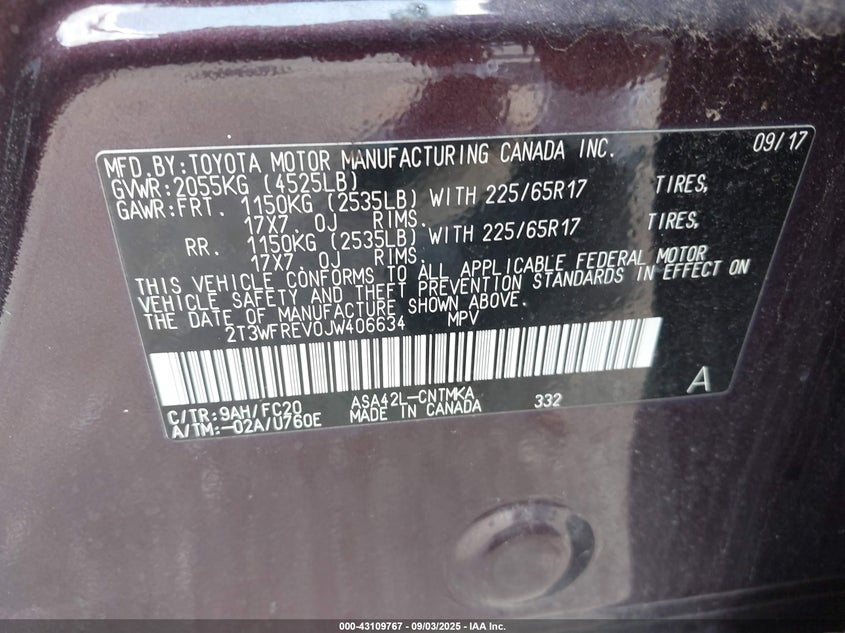 MFD.BY:TOYOTA MOTOR MANUFACTURING CANADA INC. 09/17
GVWR:2055KG (4525LB)
GAWR:FRT. 1150KG (2535LB) WITH 225/65R17 TIRES,
17X7.0J RIMS.
RR. 1150KG (2535LB) WITH 225/65R17 TIRES,
17X7 0J RIMS.
THIS VEHICLE CONFORMS TO ALL APPLICABLE FEDERAL MOTOR
VEHICLE SAFETY AND THEFT PREVENTION STANDARDS IN EFFECT ON
THE DATE OF MANUFACTURE SHOWN ABOVE.
2T3WFREV0JW406634 MPV
A
C/TR:9AH/FC20 ASA42L-CNTMKA 332
A/TM:-02A/U760E MADE IN CANADA
000-43109767 - 09/03/2025 - IAA Inc.